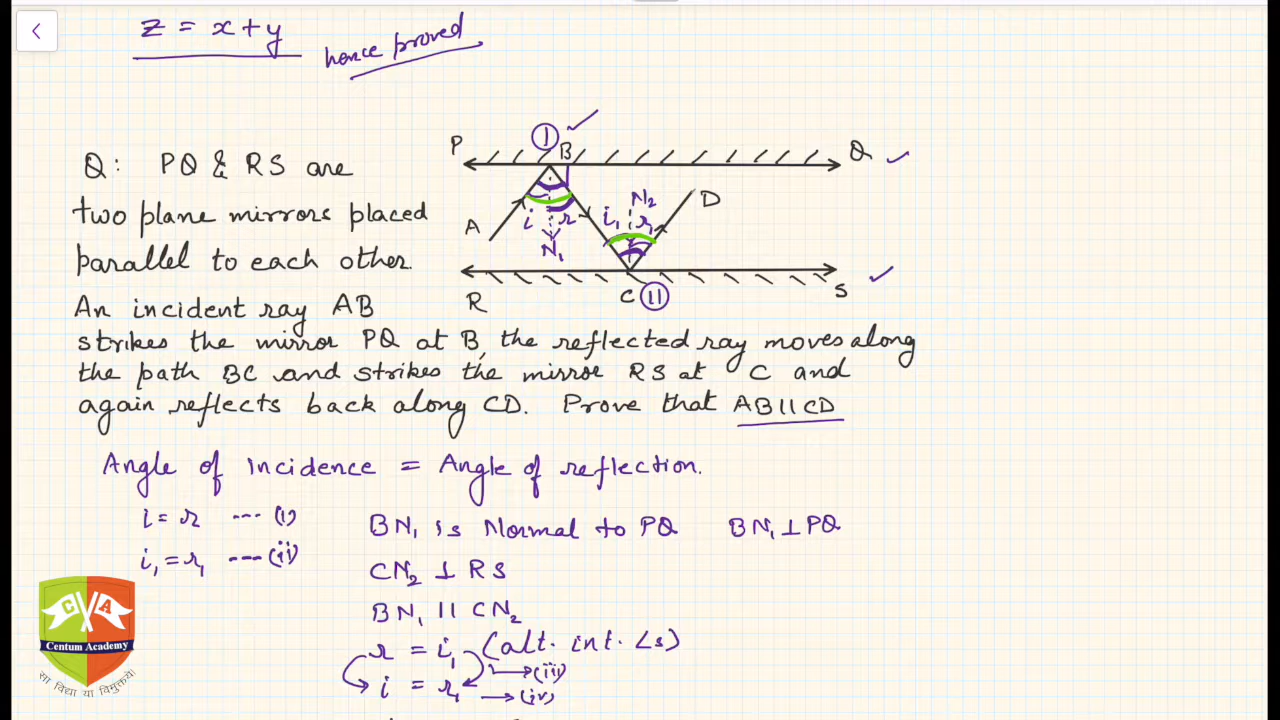 z = x + y
hence proved
Q: PQ & RS are
two plane mirrors placed
parallel to each other.
An incident ray AB
strikes the mirror PQ at B, the reflected ray moves along
the path BC and strikes the mirror RS at C and
again reflects back along CD. Prove that AB || CD
P
I
B
Q
A
i
r
N₁
i₁
N₂
r₁
D
R
C
II
S
Angle of incidence = Angle of reflection.
i = r --- (i)
i₁ = r₁ --- (ii)
BN₁ is Normal to PQ BN₁ ⊥ PQ
CN₂ ⊥ RS
BN₁ || CN₂
r = i₁ (alt. int. ∠s)
→ (iii)
i = r₁ → (iv)
C A
Centum Academy
सा विद्या या विमुक्तये।